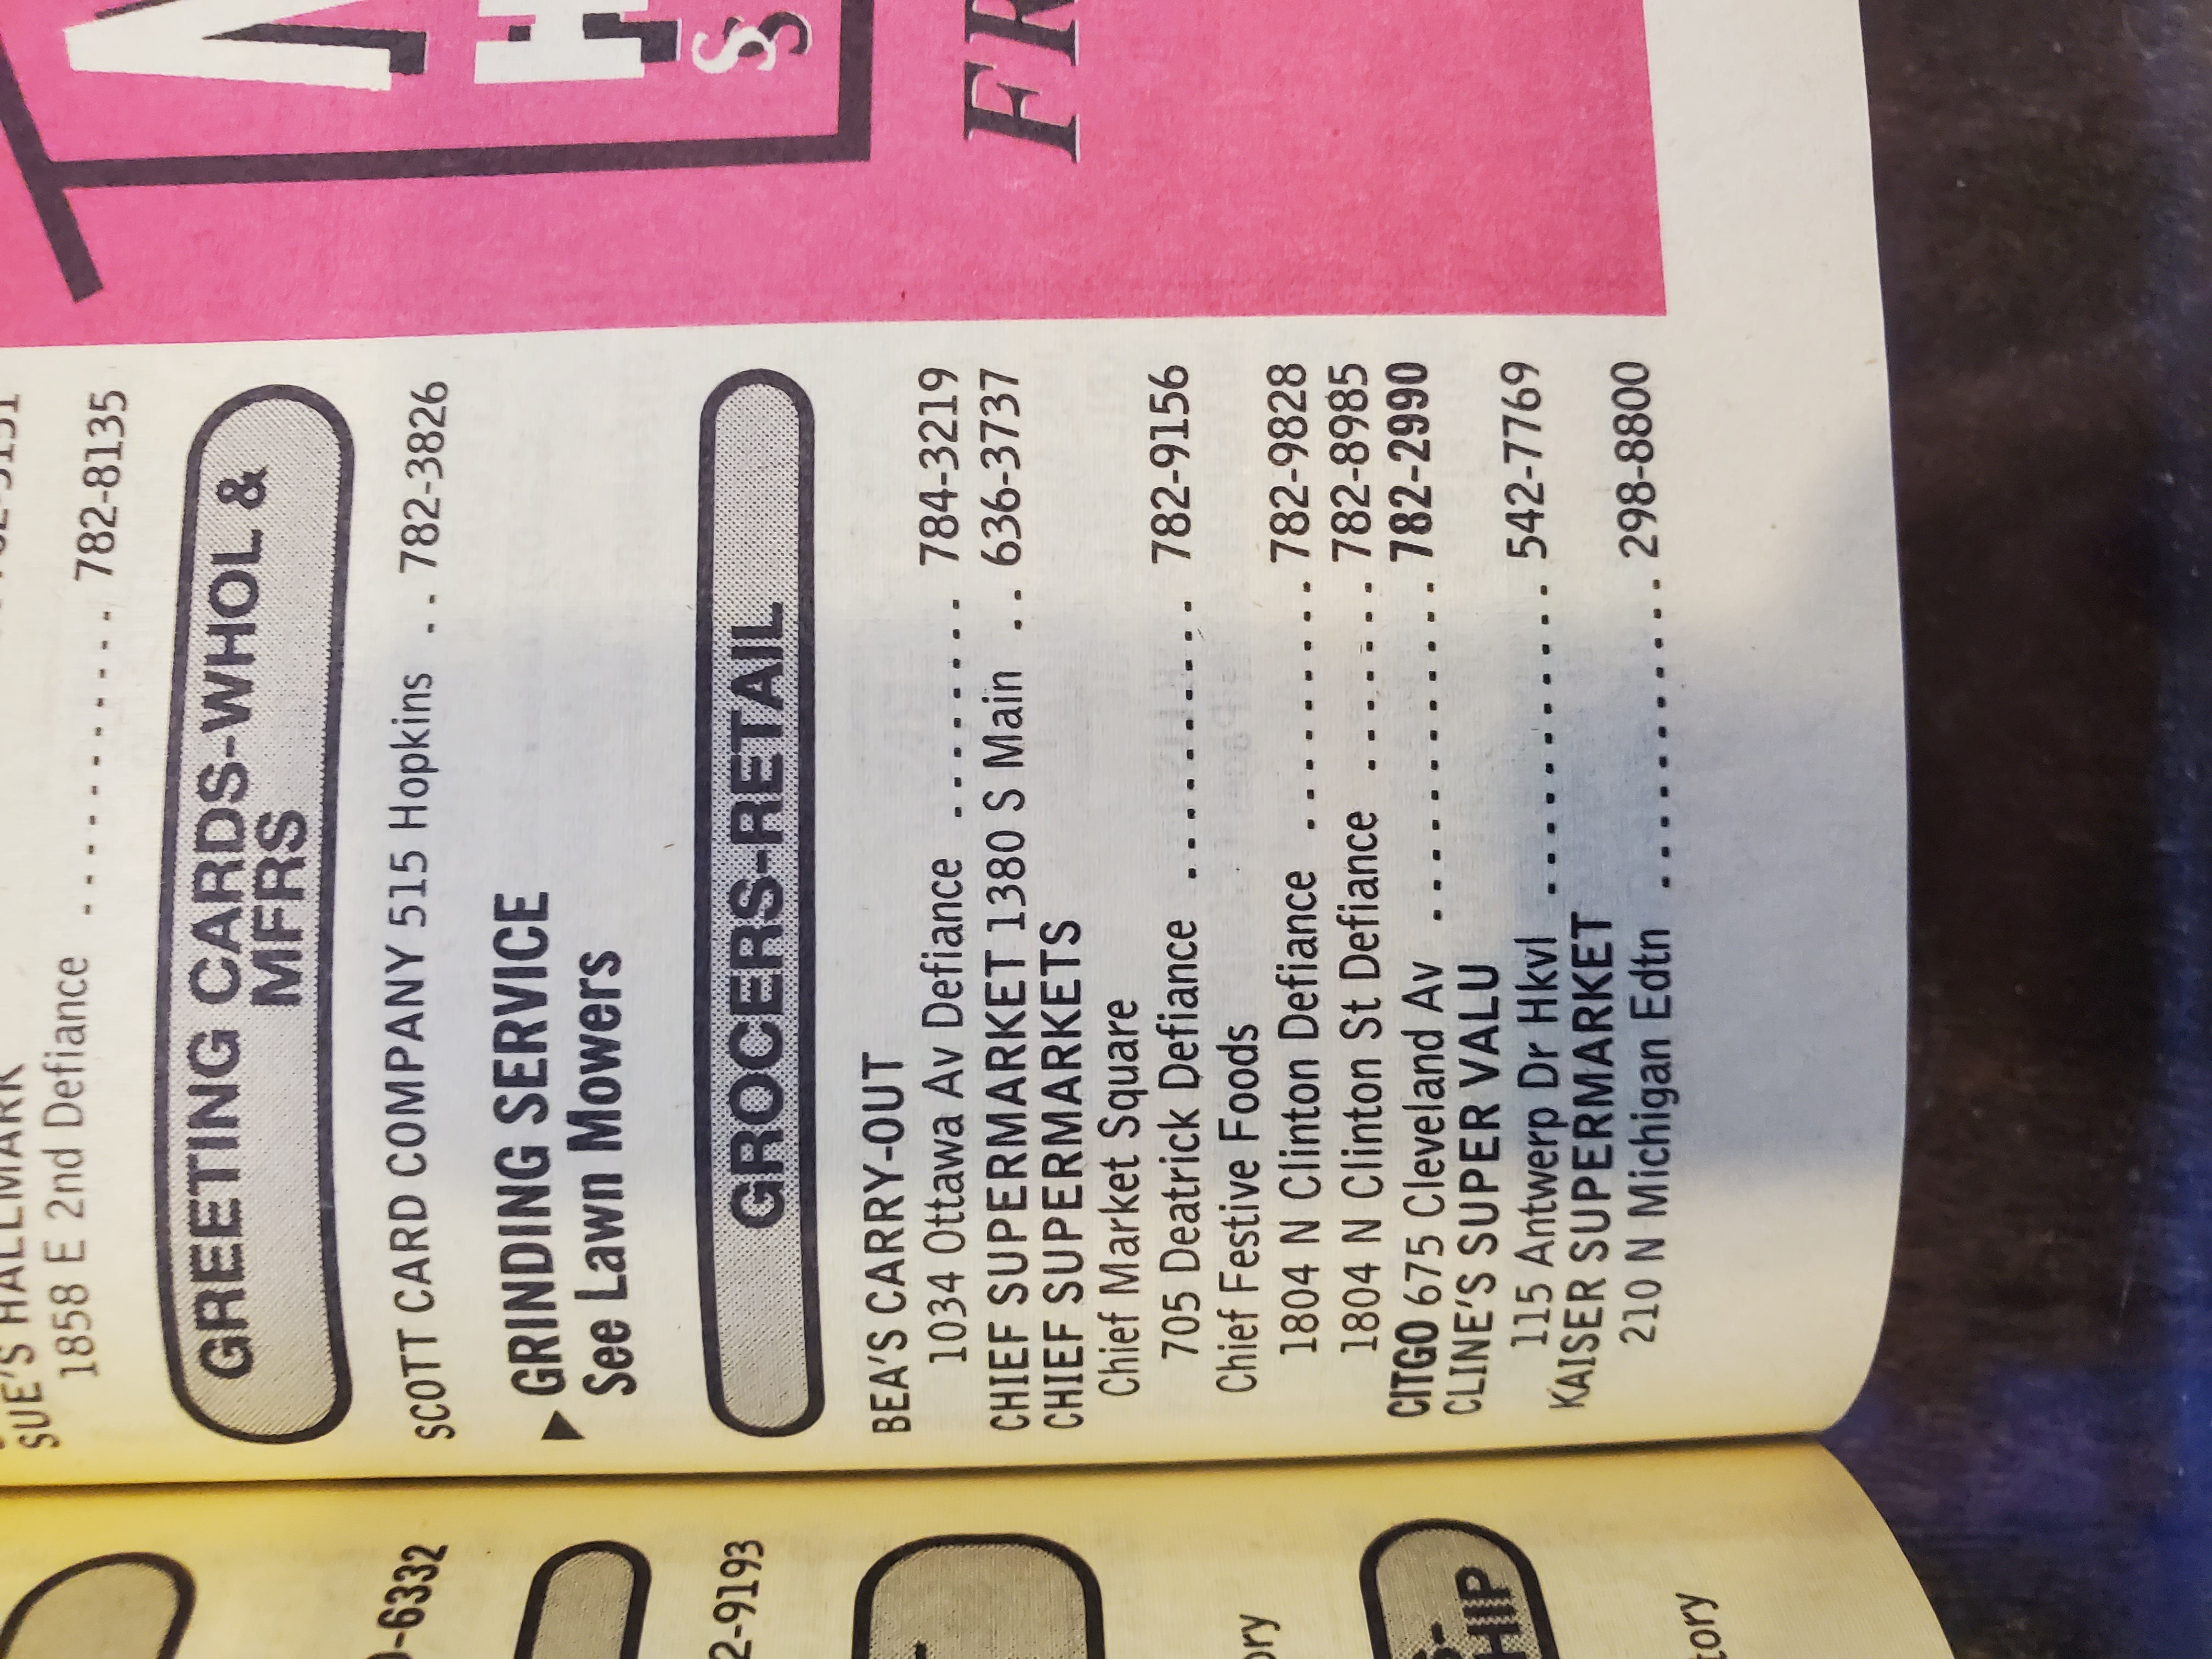 SUE'S HALLMARK
1858 E 2nd Defiance . . . . . . . . . . . 782-8135
GREETING CARDS-WHOL &
MFRS
SCOTT CARD COMPANY 515 Hopkins . . 782-3826
▶ GRINDING SERVICE
See Lawn Mowers
GROCERS-RETAIL
BEA'S CARRY-OUT
1034 Ottawa Av Defiance . . . . . . . 784-3219
CHIEF SUPERMARKET 1380 S Main . . 636-3737
CHIEF SUPERMARKETS
Chief Market Square
705 Deatrick Defiance . . . . . . . . . 782-9156
Chief Festive Foods
1804 N Clinton Defiance . . . . . . . . 782-9828
1804 N Clinton St Defiance . . . . . . 782-8985
CITGO 675 Cleveland Av . . . . . . . . . . . 782-2990
CLINE'S SUPER VALU
115 Antwerp Dr Hkvl . . . . . . . . . . 542-7769
KAISER SUPERMARKET
210 N Michigan Edtn . . . . . . . . . . . 298-8800
-6332
2-9193
HIP